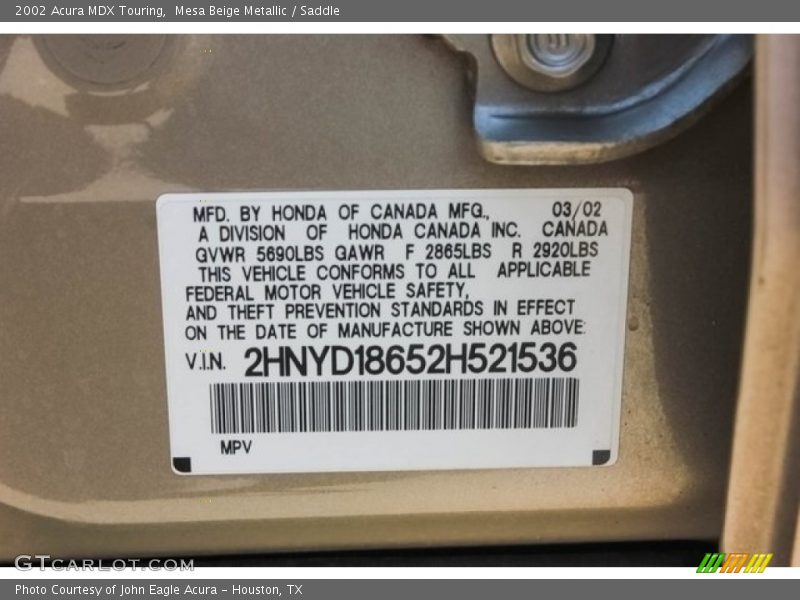 2002 Acura MDX Touring,  Mesa Beige Metallic / Saddle
MFD. BY HONDA OF CANADA MFG., 03/02
A DIVISION OF HONDA CANADA INC. CANADA
GVWR 5690LBS GAWR F 2865LBS R 2920LBS
THIS VEHICLE CONFORMS TO ALL APPLICABLE
FEDERAL MOTOR VEHICLE SAFETY,
AND THEFT PREVENTION STANDARDS IN EFFECT
ON THE DATE OF MANUFACTURE SHOWN ABOVE:
V.I.N. 2HNYD18652H521536
MPV
GTCARLOT.COM
Photo Courtesy of John Eagle Acura - Houston, TX